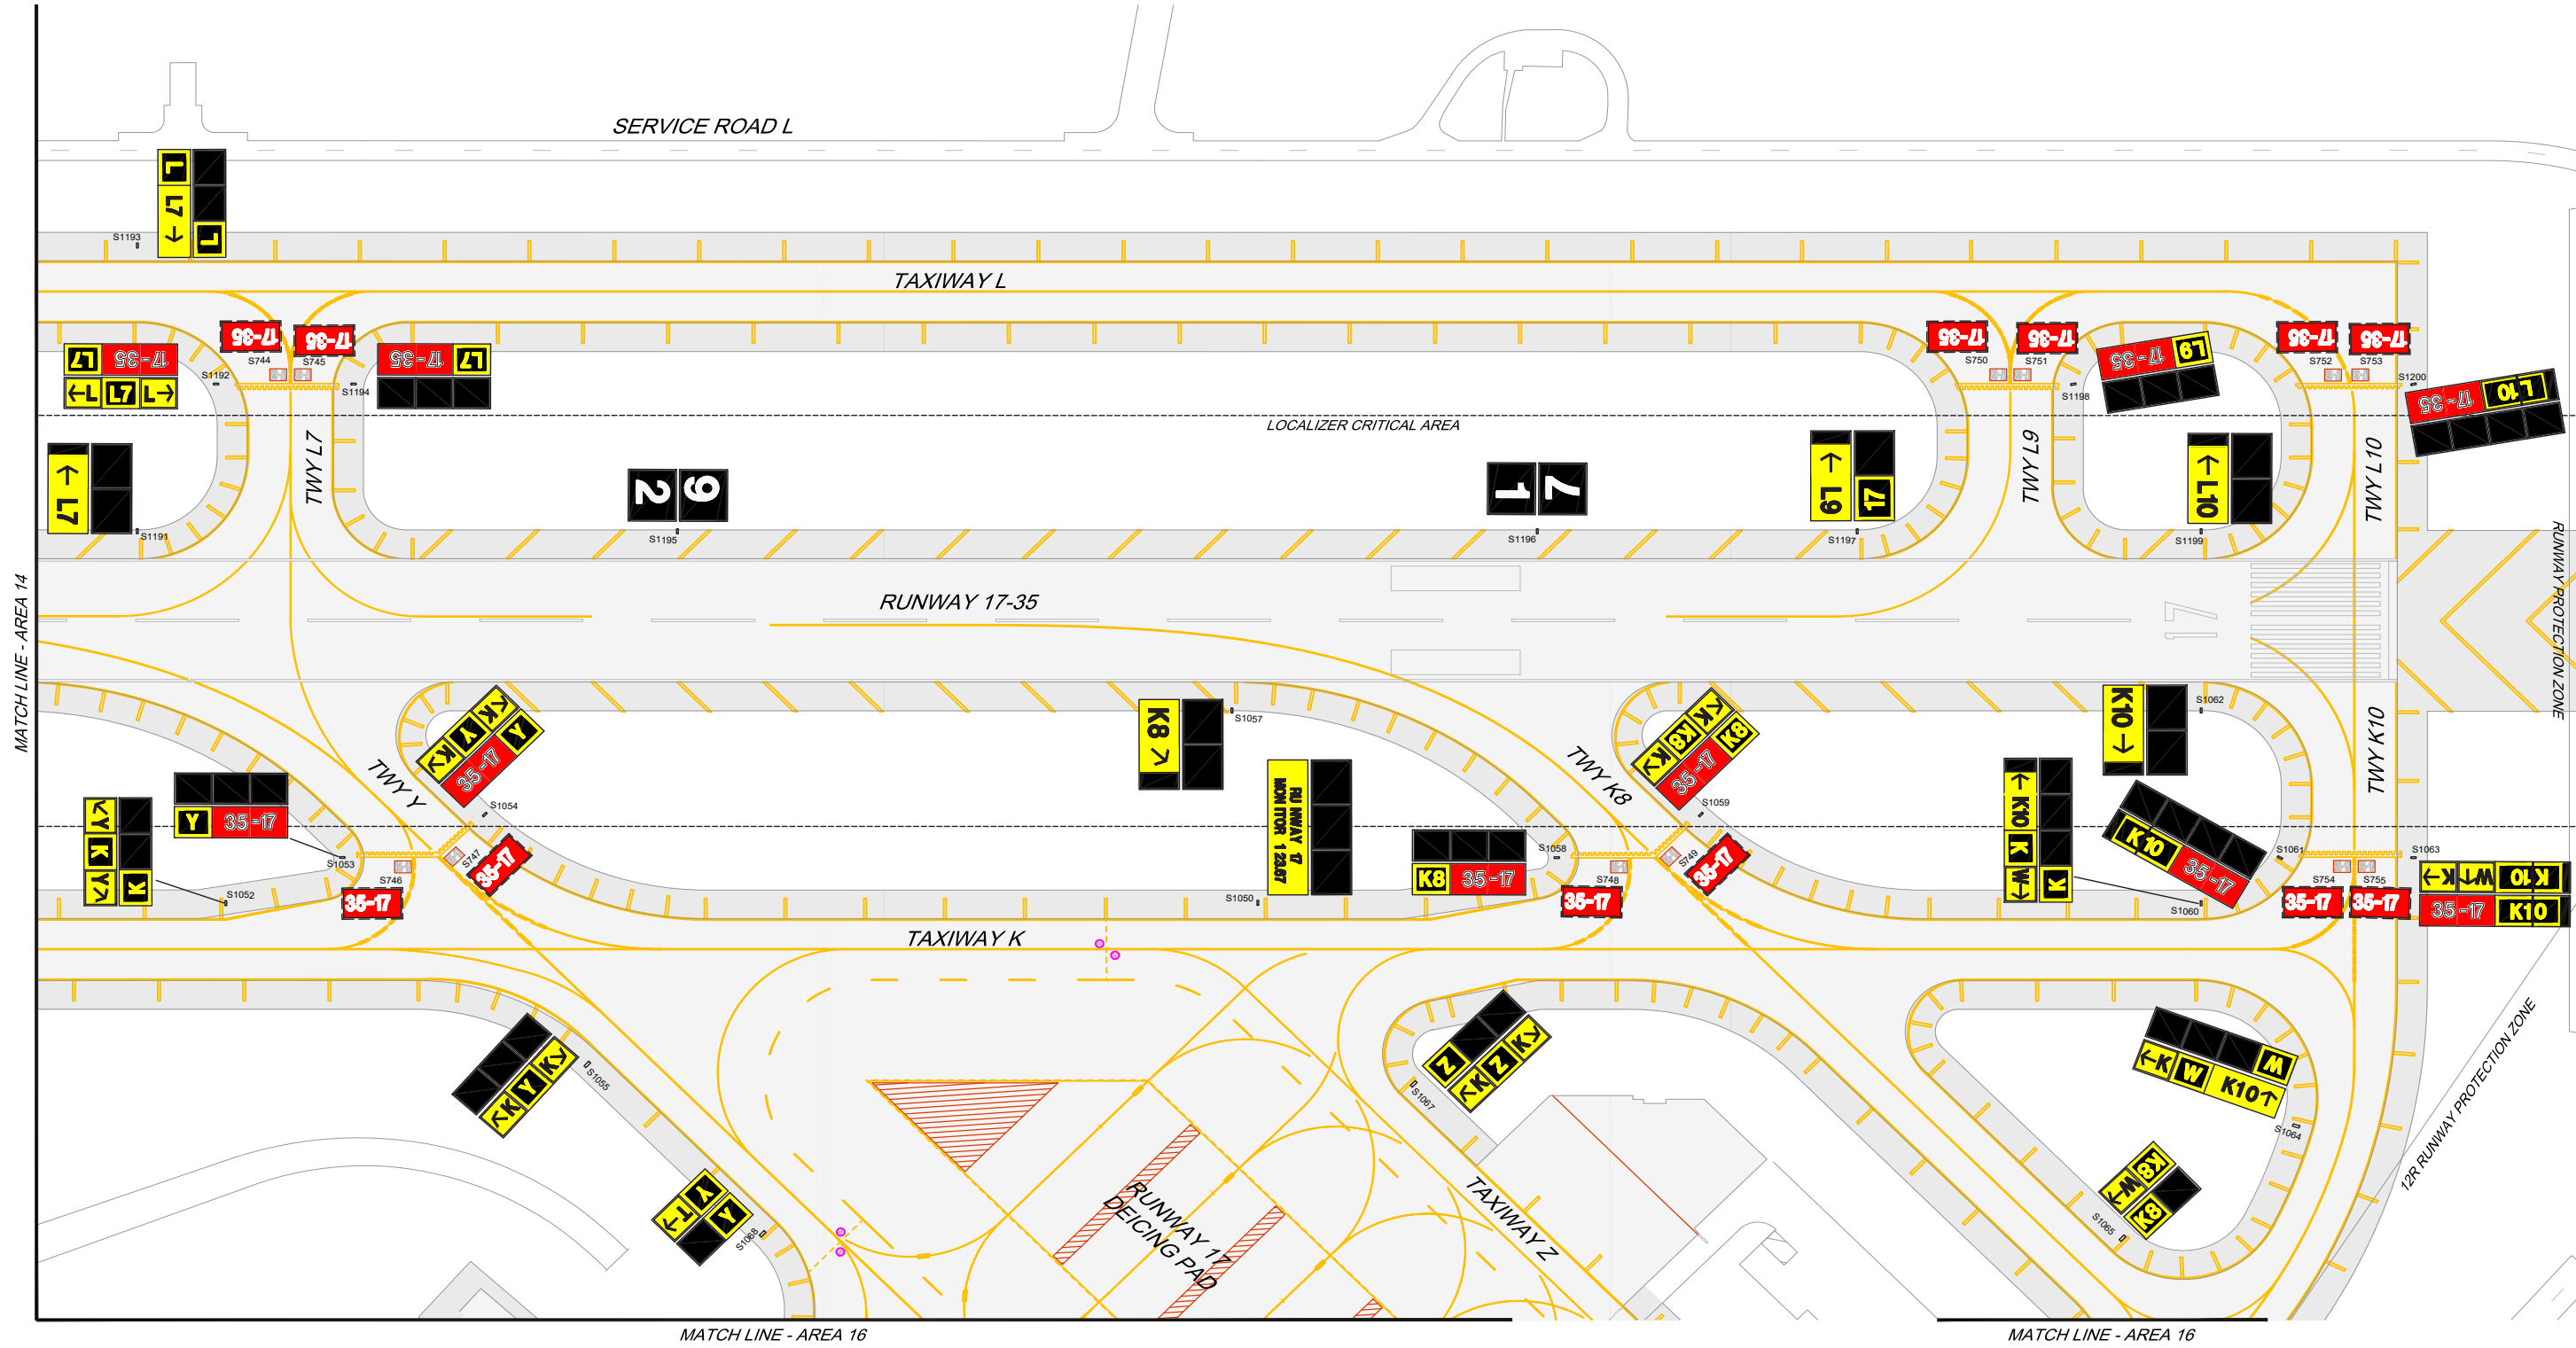 SERVICE ROAD L
L
L7 →
L
S1193
TAXIWAY L
17-35
17-35
S744
S745
L7 17-35
←L L7 L→
S1192
17-35 L7
S1194
17-35
17-35
S750
S751
17-35 L9
S1198
17-35
17-35
S752
S753
S1200
17-35 L10
LOCALIZER CRITICAL AREA
← L7
S1191
TWY L7
2 9
S1195
1 7
S1196
← L9
17
S1197
TWY L9
← L10
S1199
TWY L10
RUNWAY PROTECTION ZONE
MATCH LINE - AREA 14
RUNWAY 17-35
17
TWY Y
K Y K
35-17 Y
S1054
K8
S1057
TWY K8
K K8 K
35-17 K8
S1059
K10 →
S1062
TWY K10
Y K Y
K
S1052
Y 35-17
S1053
S746
S747
35-17
35-17
RUNWAY 17
MONITOR 123.67
S1050
K8 35-17
S1058
S748
S749
35-17
35-17
← K10 K W→
K
S1060
K10 35-17
S1061
S754
S755
35-17
35-17
S1063
←K W↑ K10
35-17 K10
TAXIWAY K
←K Y K
S1055
Z
←K Z K
S1067
W
←K W K10↑
S1064
12R RUNWAY PROTECTION ZONE
T→ Y
Y
S1068
RUNWAY 17
DEICING PAD
TAXIWAY Z
W→ K8
K8
S1065
MATCH LINE - AREA 16
MATCH LINE - AREA 16